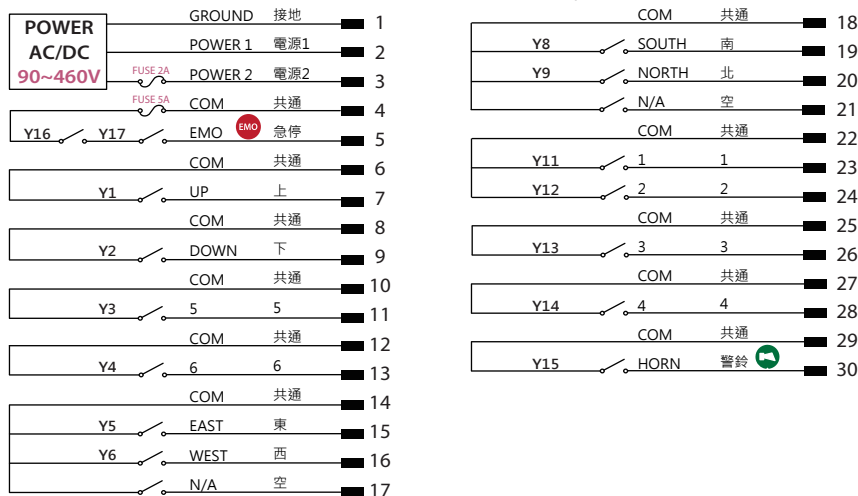 POWER
AC/DC
90~460V
GROUND 接地 1
POWER 1 電源1 2
FUSE 2A POWER 2 電源2 3
FUSE 5A COM 共通 4
Y16 Y17 EMO EMO 急停 5
COM 共通 6
Y1 UP 上 7
COM 共通 8
Y2 DOWN 下 9
COM 共通 10
Y3 5 5 11
COM 共通 12
Y4 6 6 13
COM 共通 14
Y5 EAST 東 15
Y6 WEST 西 16
N/A 空 17
COM 共通 18
Y8 SOUTH 南 19
Y9 NORTH 北 20
N/A 空 21
COM 共通 22
Y11 1 1 23
Y12 2 2 24
COM 共通 25
Y13 3 3 26
COM 共通 27
Y14 4 4 28
COM 共通 29
Y15 HORN 警鈴 30